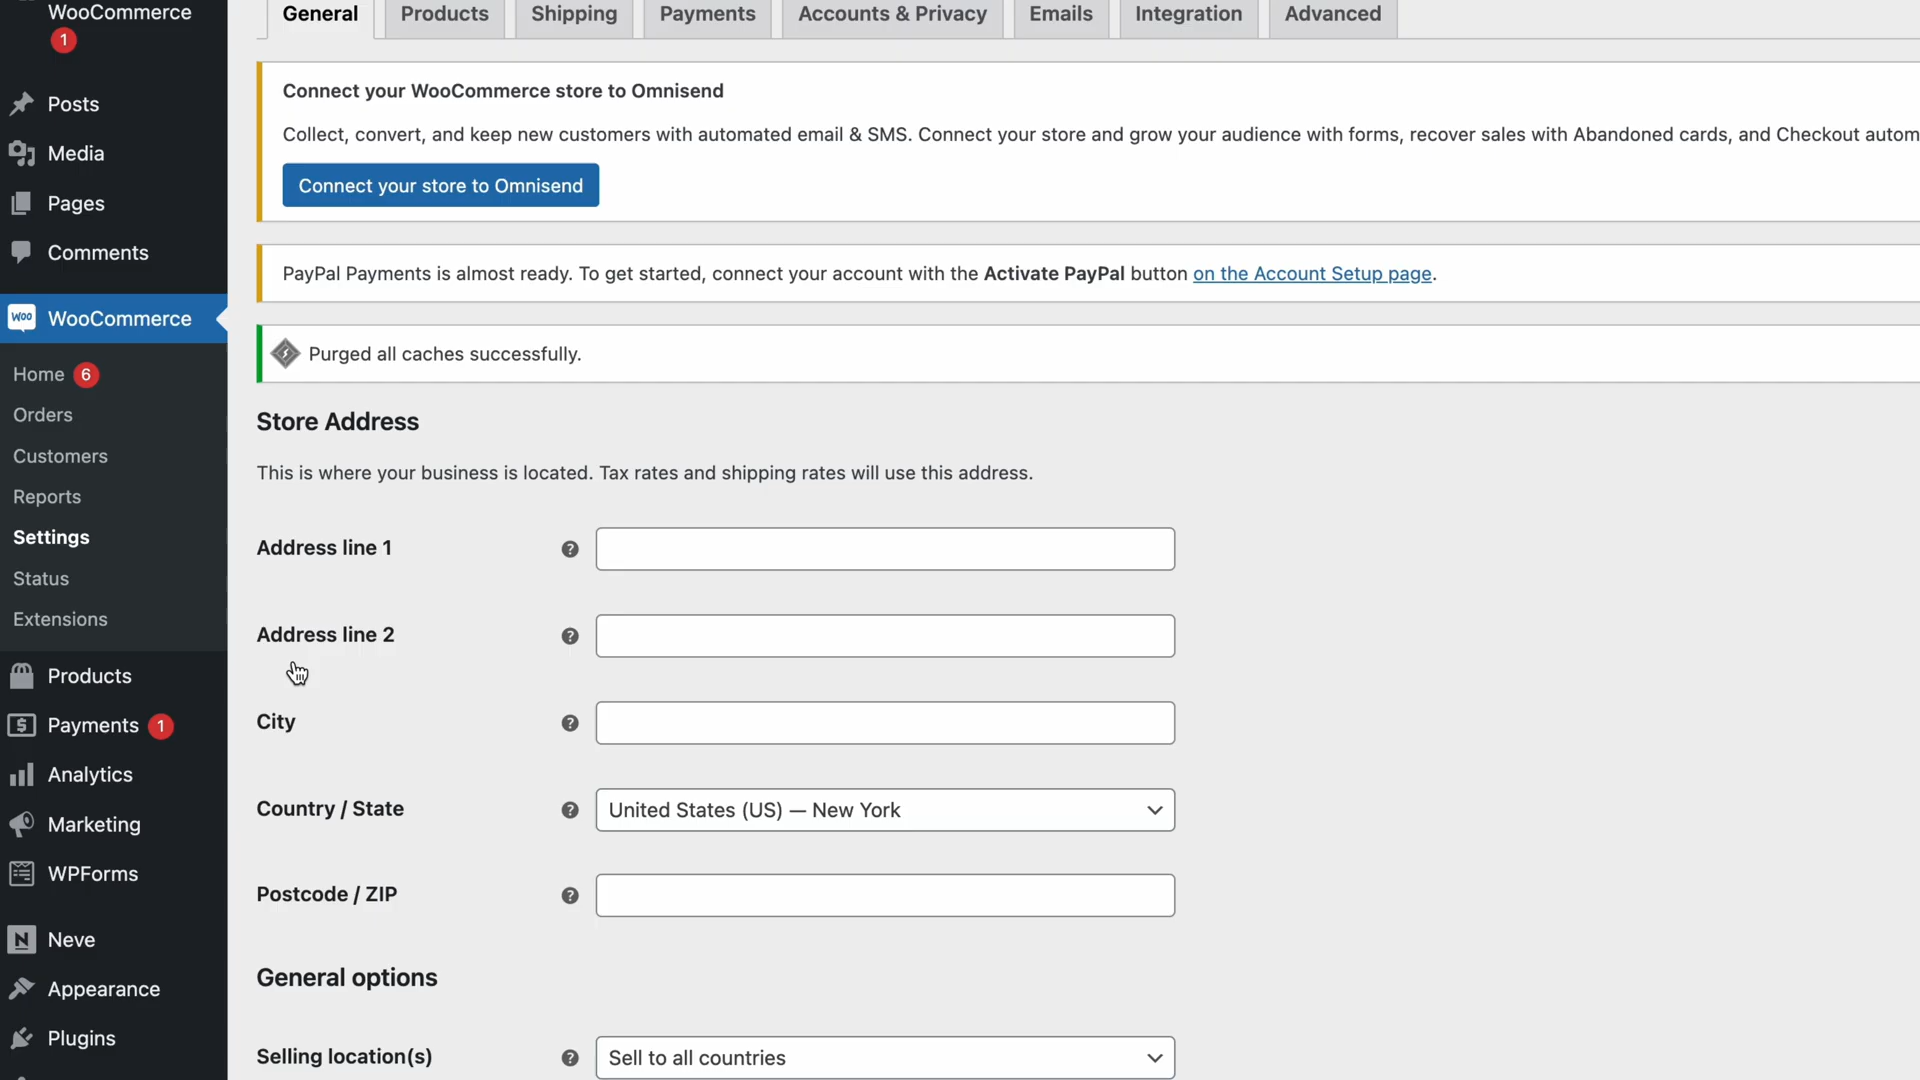 WooCommerce
1
Posts
Media
Pages
Comments
WOO WooCommerce
Home 6
Orders
Customers
Reports
Settings
Status
Extensions
Products
Payments 1
Analytics
Marketing
WPForms
N Neve
Appearance
Plugins
General Products Shipping Payments Accounts & Privacy Emails Integration Advanced
Connect your WooCommerce store to Omnisend
Collect, convert, and keep new customers with automated email & SMS. Connect your store and grow your audience with forms, recover sales with Abandoned cards, and Checkout autom
Connect your store to Omnisend
PayPal Payments is almost ready. To get started, connect your account with the Activate PayPal button on the Account Setup page.
Purged all caches successfully.
Store Address
This is where your business is located. Tax rates and shipping rates will use this address.
Address line 1 ?
Address line 2 ?
City ?
Country / State ? United States (US) — New York
Postcode / ZIP ?
General options
Selling location(s) ? Sell to all countries